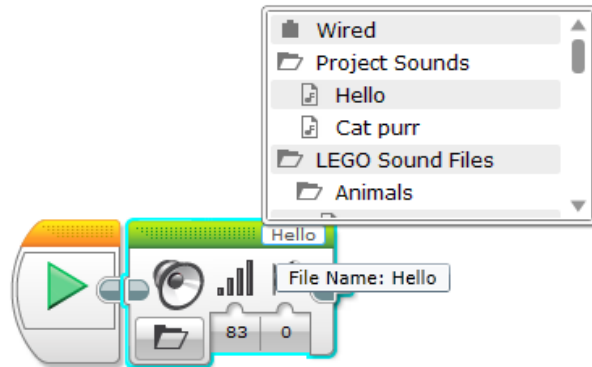 Wired
Project Sounds
Hello
Cat purr
LEGO Sound Files
Animals
Hello
File Name: Hello
83
0